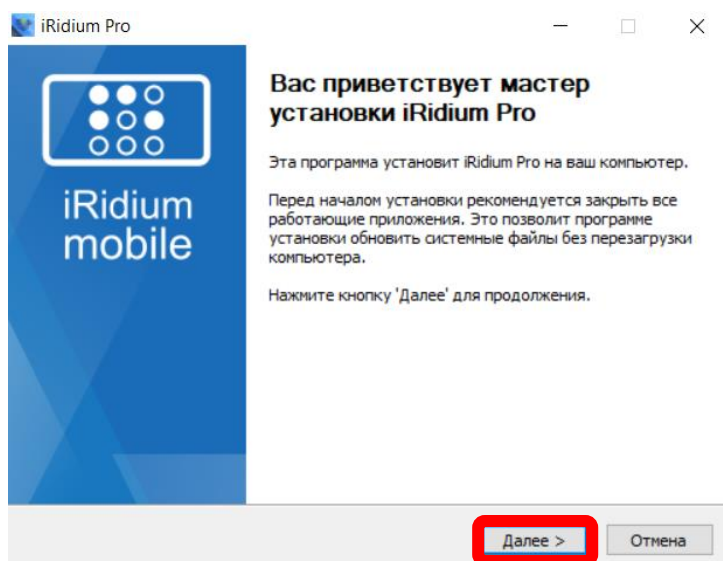 iRidium Pro
iRidium
mobile
Вас приветствует мастер
установки iRidium Pro
Эта программа установит iRidium Pro на ваш компьютер.
Перед началом установки рекомендуется закрыть все
работающие приложения. Это позволит программе
установки обновить системные файлы без перезагрузки
компьютера.
Нажмите кнопку 'Далее' для продолжения.
Далее >
Отмена